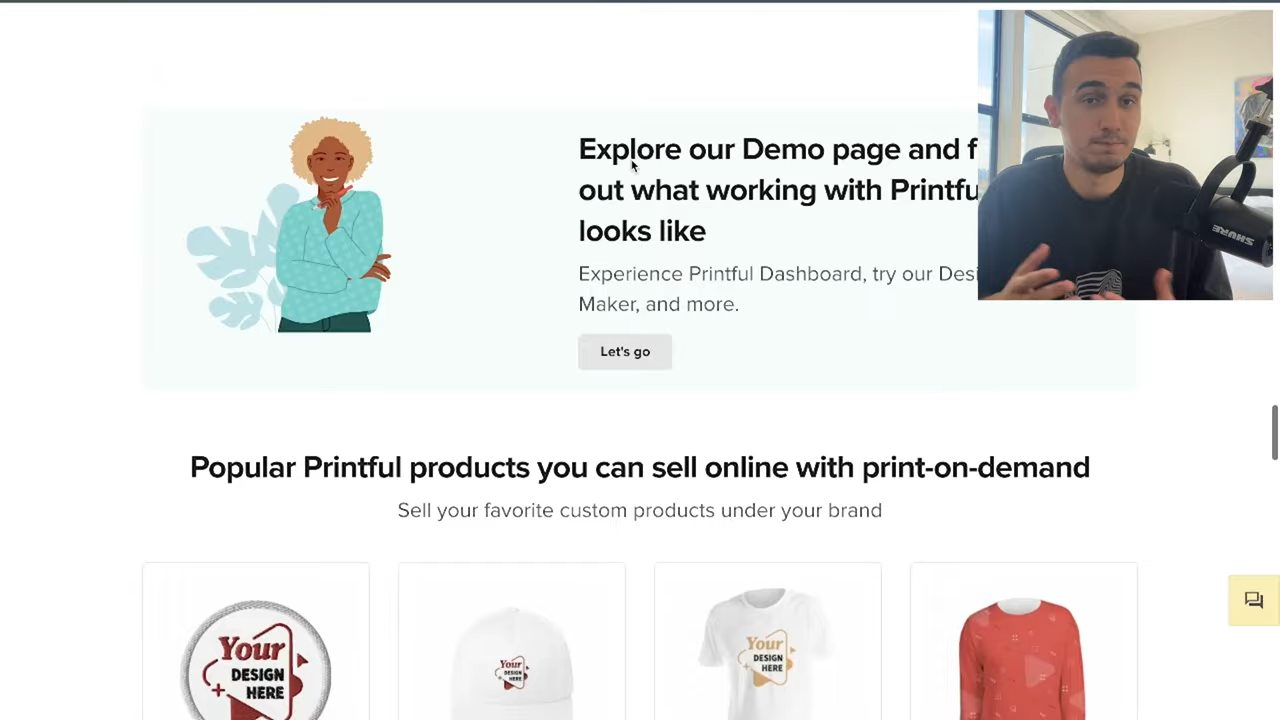 Explore our Demo page and f
out what working with Printfu
looks like
Experience Printful Dashboard, try our Desi
Maker, and more.
Let's go
SHURE
Popular Printful products you can sell online with print-on-demand
Sell your favorite custom products under your brand
Your
DESIGN
HERE
Your
DESIGN
HERE
Your
DESIGN
HERE